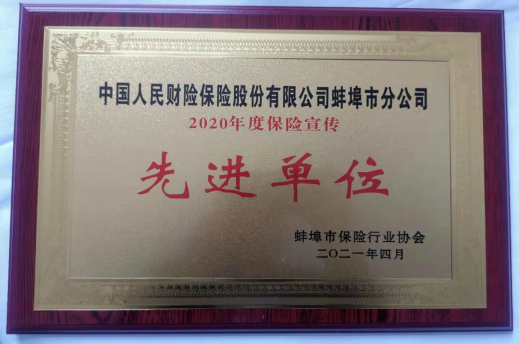 中国人民财险保险股份有限公司蚌埠市分公司
2020年度保险宣传
先进单位
蚌埠市保险行业协会
二〇二一年四月